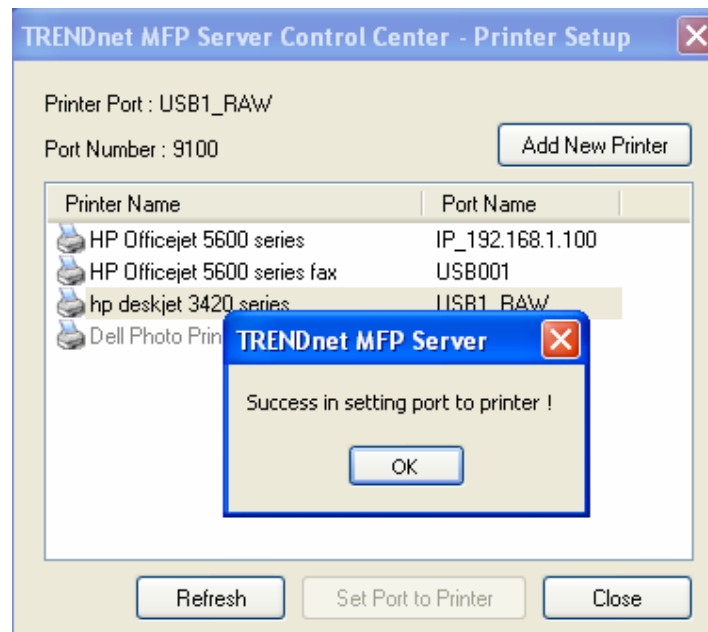 TRENDnet MFP Server Control Center - Printer Setup
Printer Port : USB1_RAW
Port Number : 9100
Add New Printer
Printer Name Port Name
HP Officejet 5600 series IP_192.168.1.100
HP Officejet 5600 series fax USB001
hp deskjet 3420 series USB1_RAW
Dell Photo
TRENDnet MFP Server
Success in setting port to printer !
OK
Refresh Set Port to Printer Close